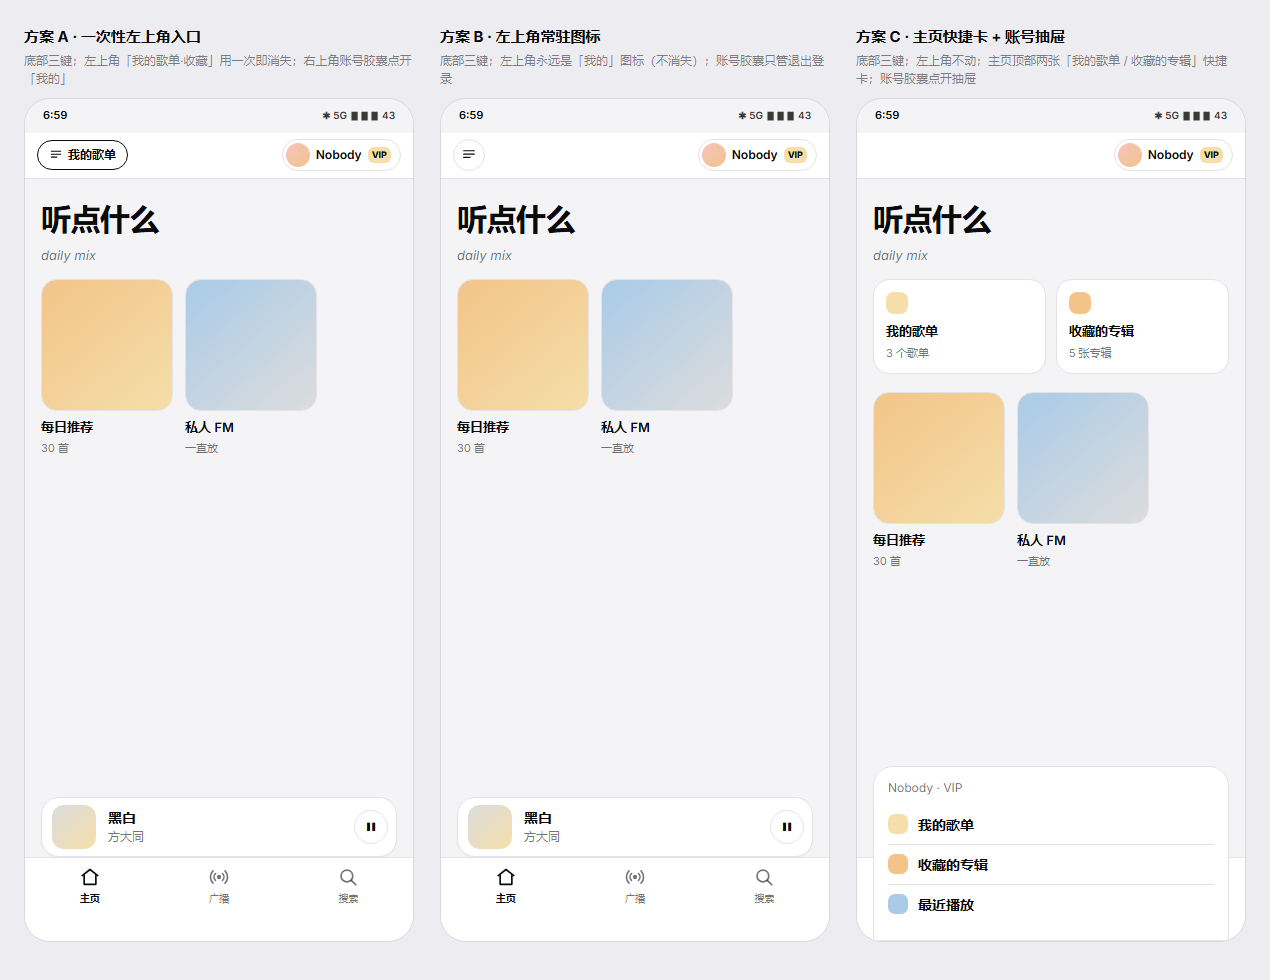 方案 A · 一次性左上角入口
底部三键；左上角「我的歌单·收藏」用一次即消失；右上角账号胶囊点开
「我的」
6:59
✱ 5G ▮▮▮ 43
我的歌单
Nobody VIP
听点什么
daily mix
每日推荐
30 首
私人 FM
一直放
黑白
方大同
主页
广播
搜索
方案 B · 左上角常驻图标
底部三键；左上角永远是「我的」图标（不消失）；账号胶囊只管退出登
录
6:59
✱ 5G ▮▮▮ 43
Nobody VIP
听点什么
daily mix
每日推荐
30 首
私人 FM
一直放
黑白
方大同
主页
广播
搜索
方案 C · 主页快捷卡 + 账号抽屉
底部三键；左上角不动；主页顶部两张「我的歌单 / 收藏的专辑」快捷
卡；账号胶囊点开抽屉
6:59
✱ 5G ▮▮▮ 43
Nobody VIP
听点什么
daily mix
我的歌单
3 个歌单
收藏的专辑
5 张专辑
每日推荐
30 首
私人 FM
一直放
Nobody · VIP
我的歌单
收藏的专辑
最近播放